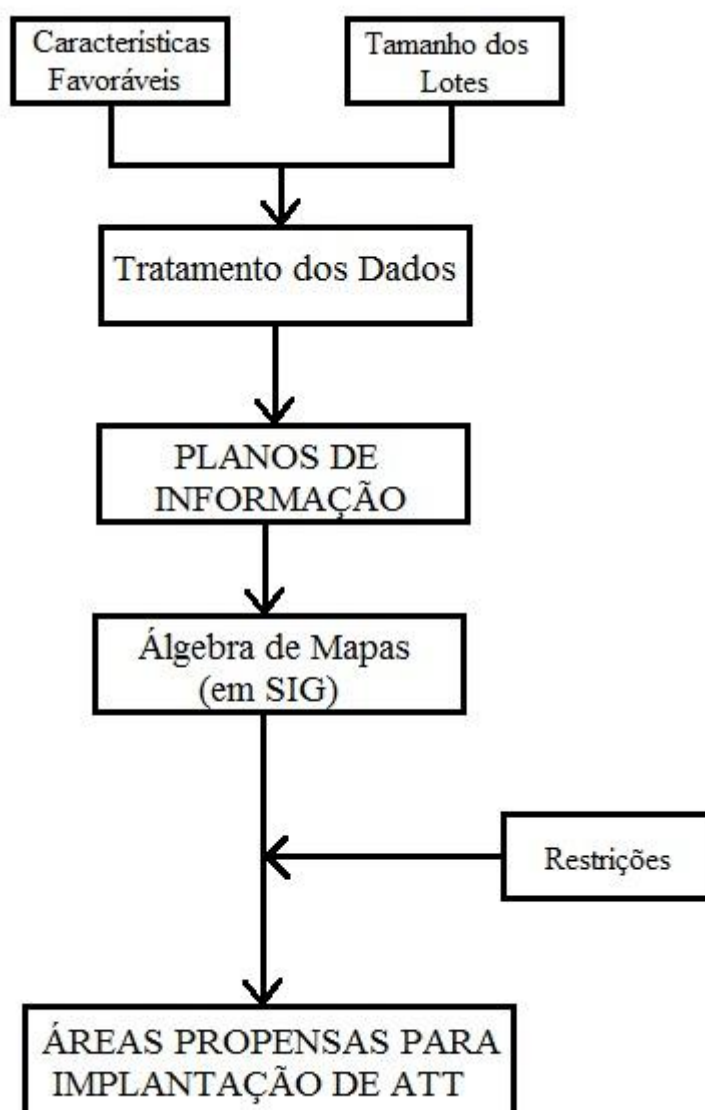 Características
Favoráveis
Tamanho dos
Lotes
Tratamento dos Dados
PLANOS DE
INFORMAÇÃO
Álgebra de Mapas
(em SIG)
Restrições
ÁREAS PROPENSAS PARA
IMPLANTAÇÃO DE ATT